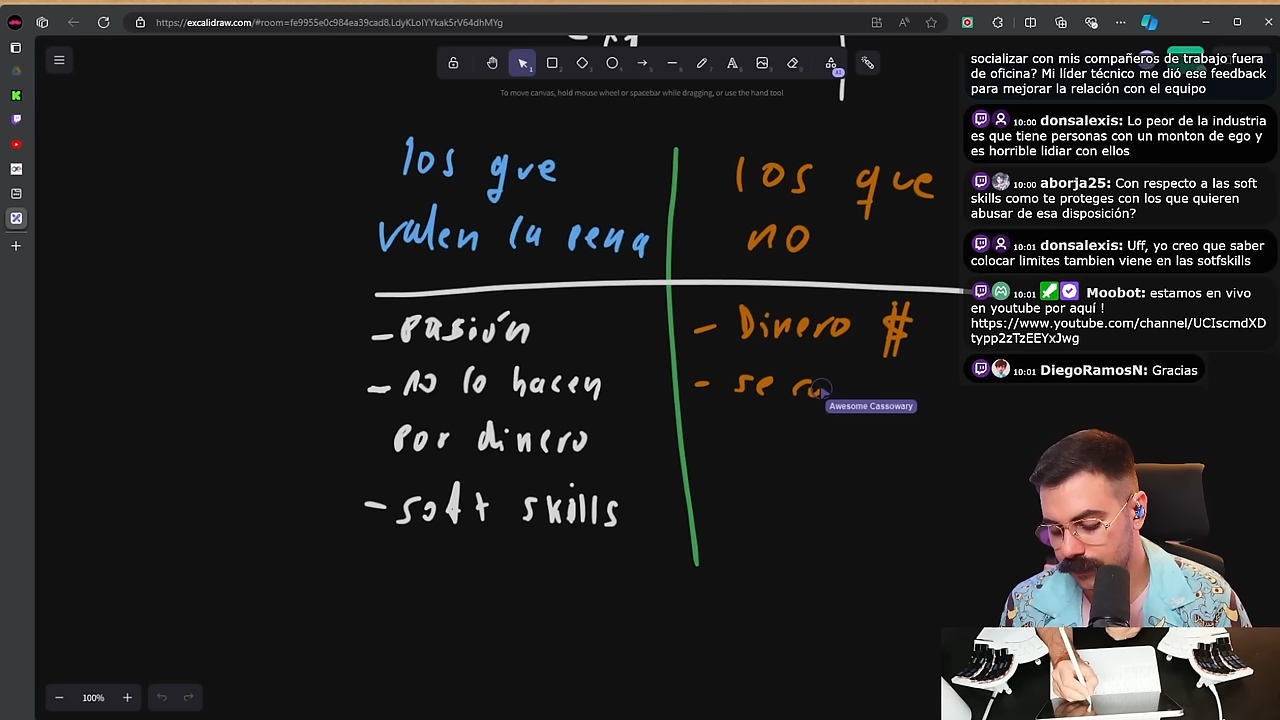 https://excalidraw.com/#room=fe9955e0c984ea39cad8.LdyKLoIYYkak5rV64dhMYg
To move canvas, hold mouse wheel or spacebar while dragging, or use the hand tool
los que
valen la pena
los que
no
- Pasión
- no lo hacen
por dinero
- soft skills
- Dinero $
- se
Awesome Cassowary
socializar con mis compañeros de trabajo fuera
de oficina? Mi líder técnico me dió ese feedback
para mejorar la relación con el equipo
10:00 donsalexis: Lo peor de la industria
es que tiene personas con un monton de ego y
es horrible lidiar con ellos
10:00 aborja25: Con respecto a las soft
skills como te proteges con los que quieren
abusar de esa disposición?
10:01 donsalexis: Uff, yo creo que saber
colocar limites tambien viene en las sotfskills
10:01 Moobot: estamos en vivo
en youtube por aquí !
https://www.youtube.com/channel/UCIscmdXD
typp2zTzEEYxJwg
10:01 DiegoRamosN: Gracias
100%